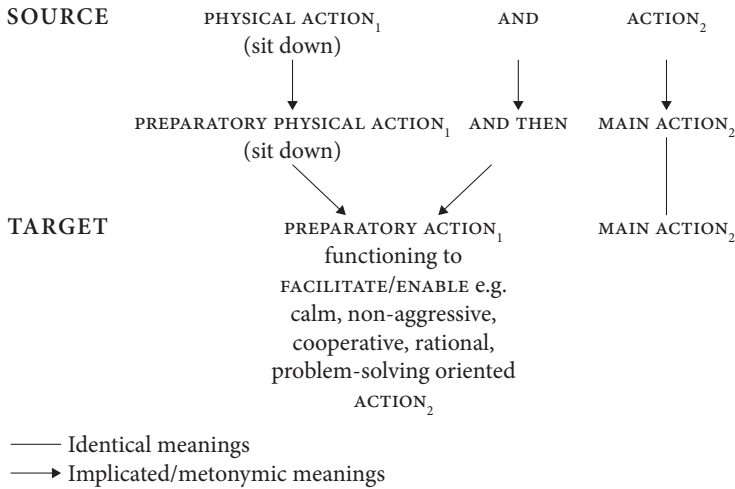 SOURCE PHYSICAL ACTION₁ AND ACTION₂
(sit down)
PREPARATORY PHYSICAL ACTION₁ AND THEN MAIN ACTION₂
(sit down)
TARGET PREPARATORY ACTION₁ MAIN ACTION₂
functioning to
FACILITATE/ENABLE e.g.
calm, non-aggressive,
cooperative, rational,
problem-solving oriented
ACTION₂
Identical meanings
Implicated/metonymic meanings